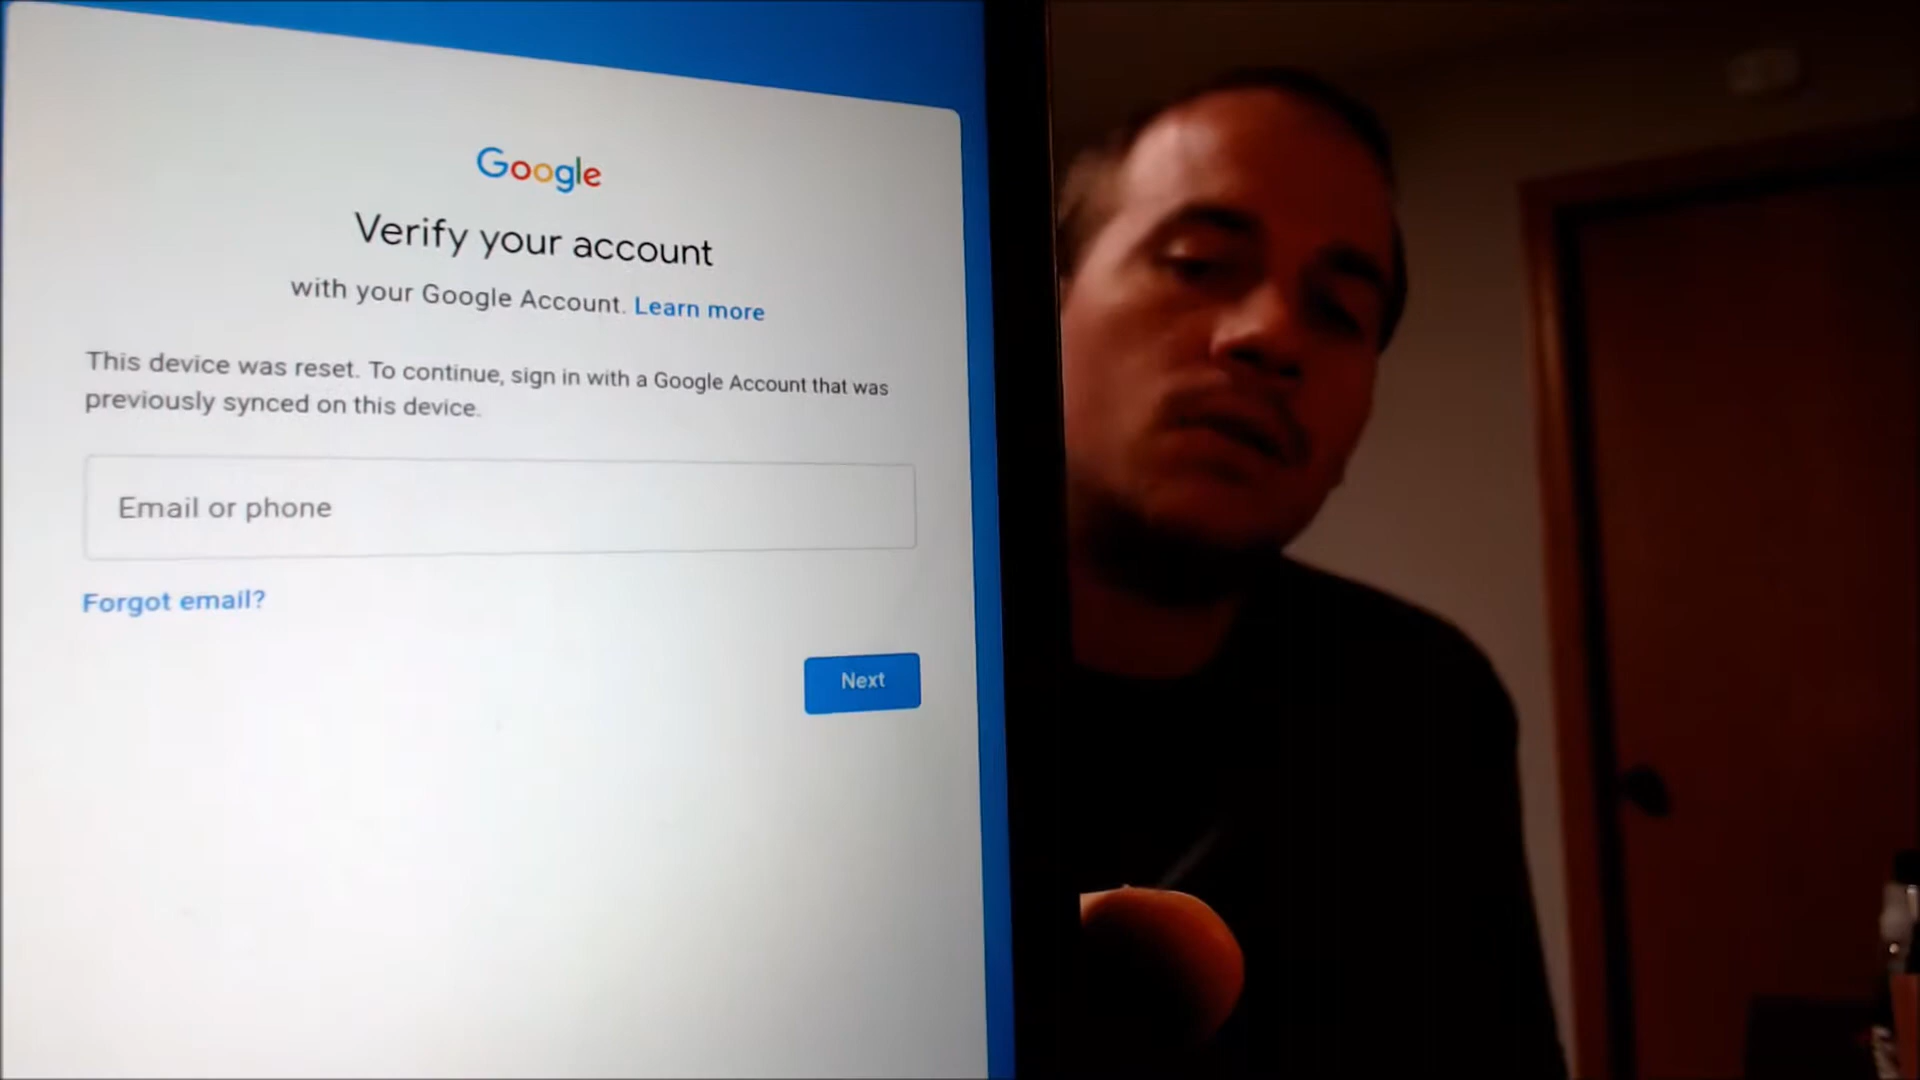 Google
Verify your account
with your Google Account. Learn more
This device was reset. To continue, sign in with a Google Account that was
previously synced on this device.
Email or phone
Forgot email?
Next